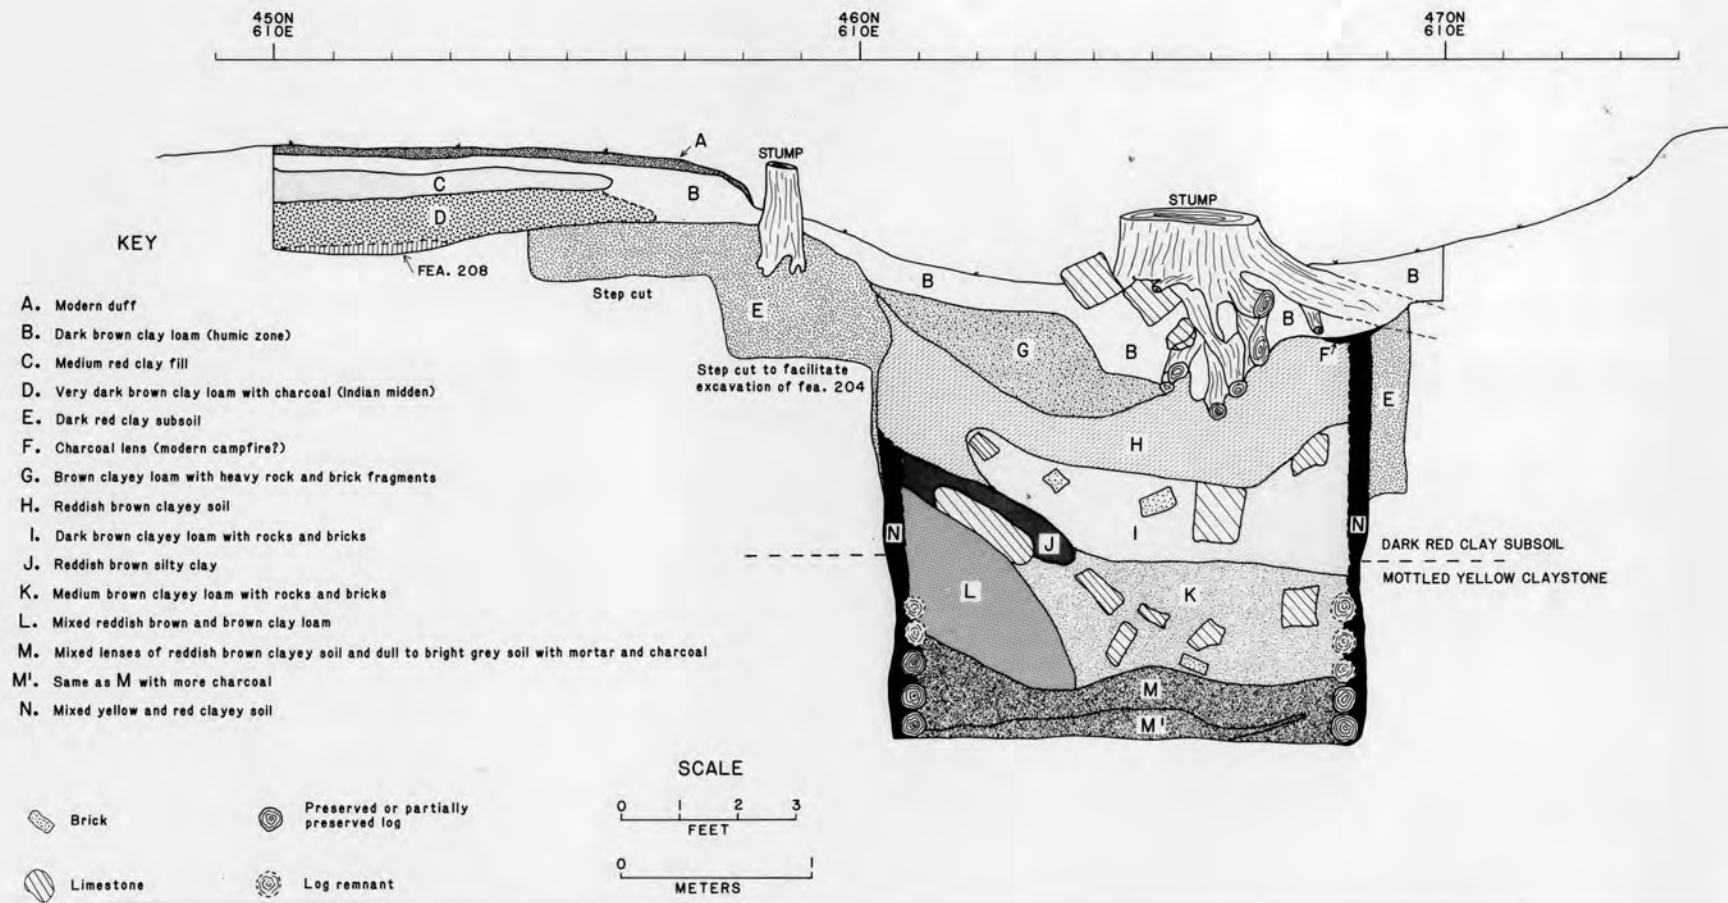 450N 460N 470N
610E 610E 610E
A
STUMP
B
C
D
STUMP
KEY
FEA. 208
Step cut
E
Step cut to facilitate
excavation of fea. 204
B
G
B
B
B
F
E
H
I
J
N
N
DARK RED CLAY SUBSOIL
MOTTLED YELLOW CLAYSTONE
L
K
M
M'
A. Modern duff
B. Dark brown clay loam (humic zone)
C. Medium red clay fill
D. Very dark brown clay loam with charcoal (Indian midden)
E. Dark red clay subsoil
F. Charcoal lens (modern campfire?)
G. Brown clayey loam with heavy rock and brick fragments
H. Reddish brown clayey soil
I. Dark brown clayey loam with rocks and bricks
J. Reddish brown silty clay
K. Medium brown clayey loam with rocks and bricks
L. Mixed reddish brown and brown clay loam
M. Mixed lenses of reddish brown clayey soil and dull to bright grey soil with mortar and charcoal
M'. Same as M with more charcoal
N. Mixed yellow and red clayey soil
Brick
Preserved or partially
preserved log
Limestone
Log remnant
SCALE
0 1 2 3
FEET
0 1
METERS